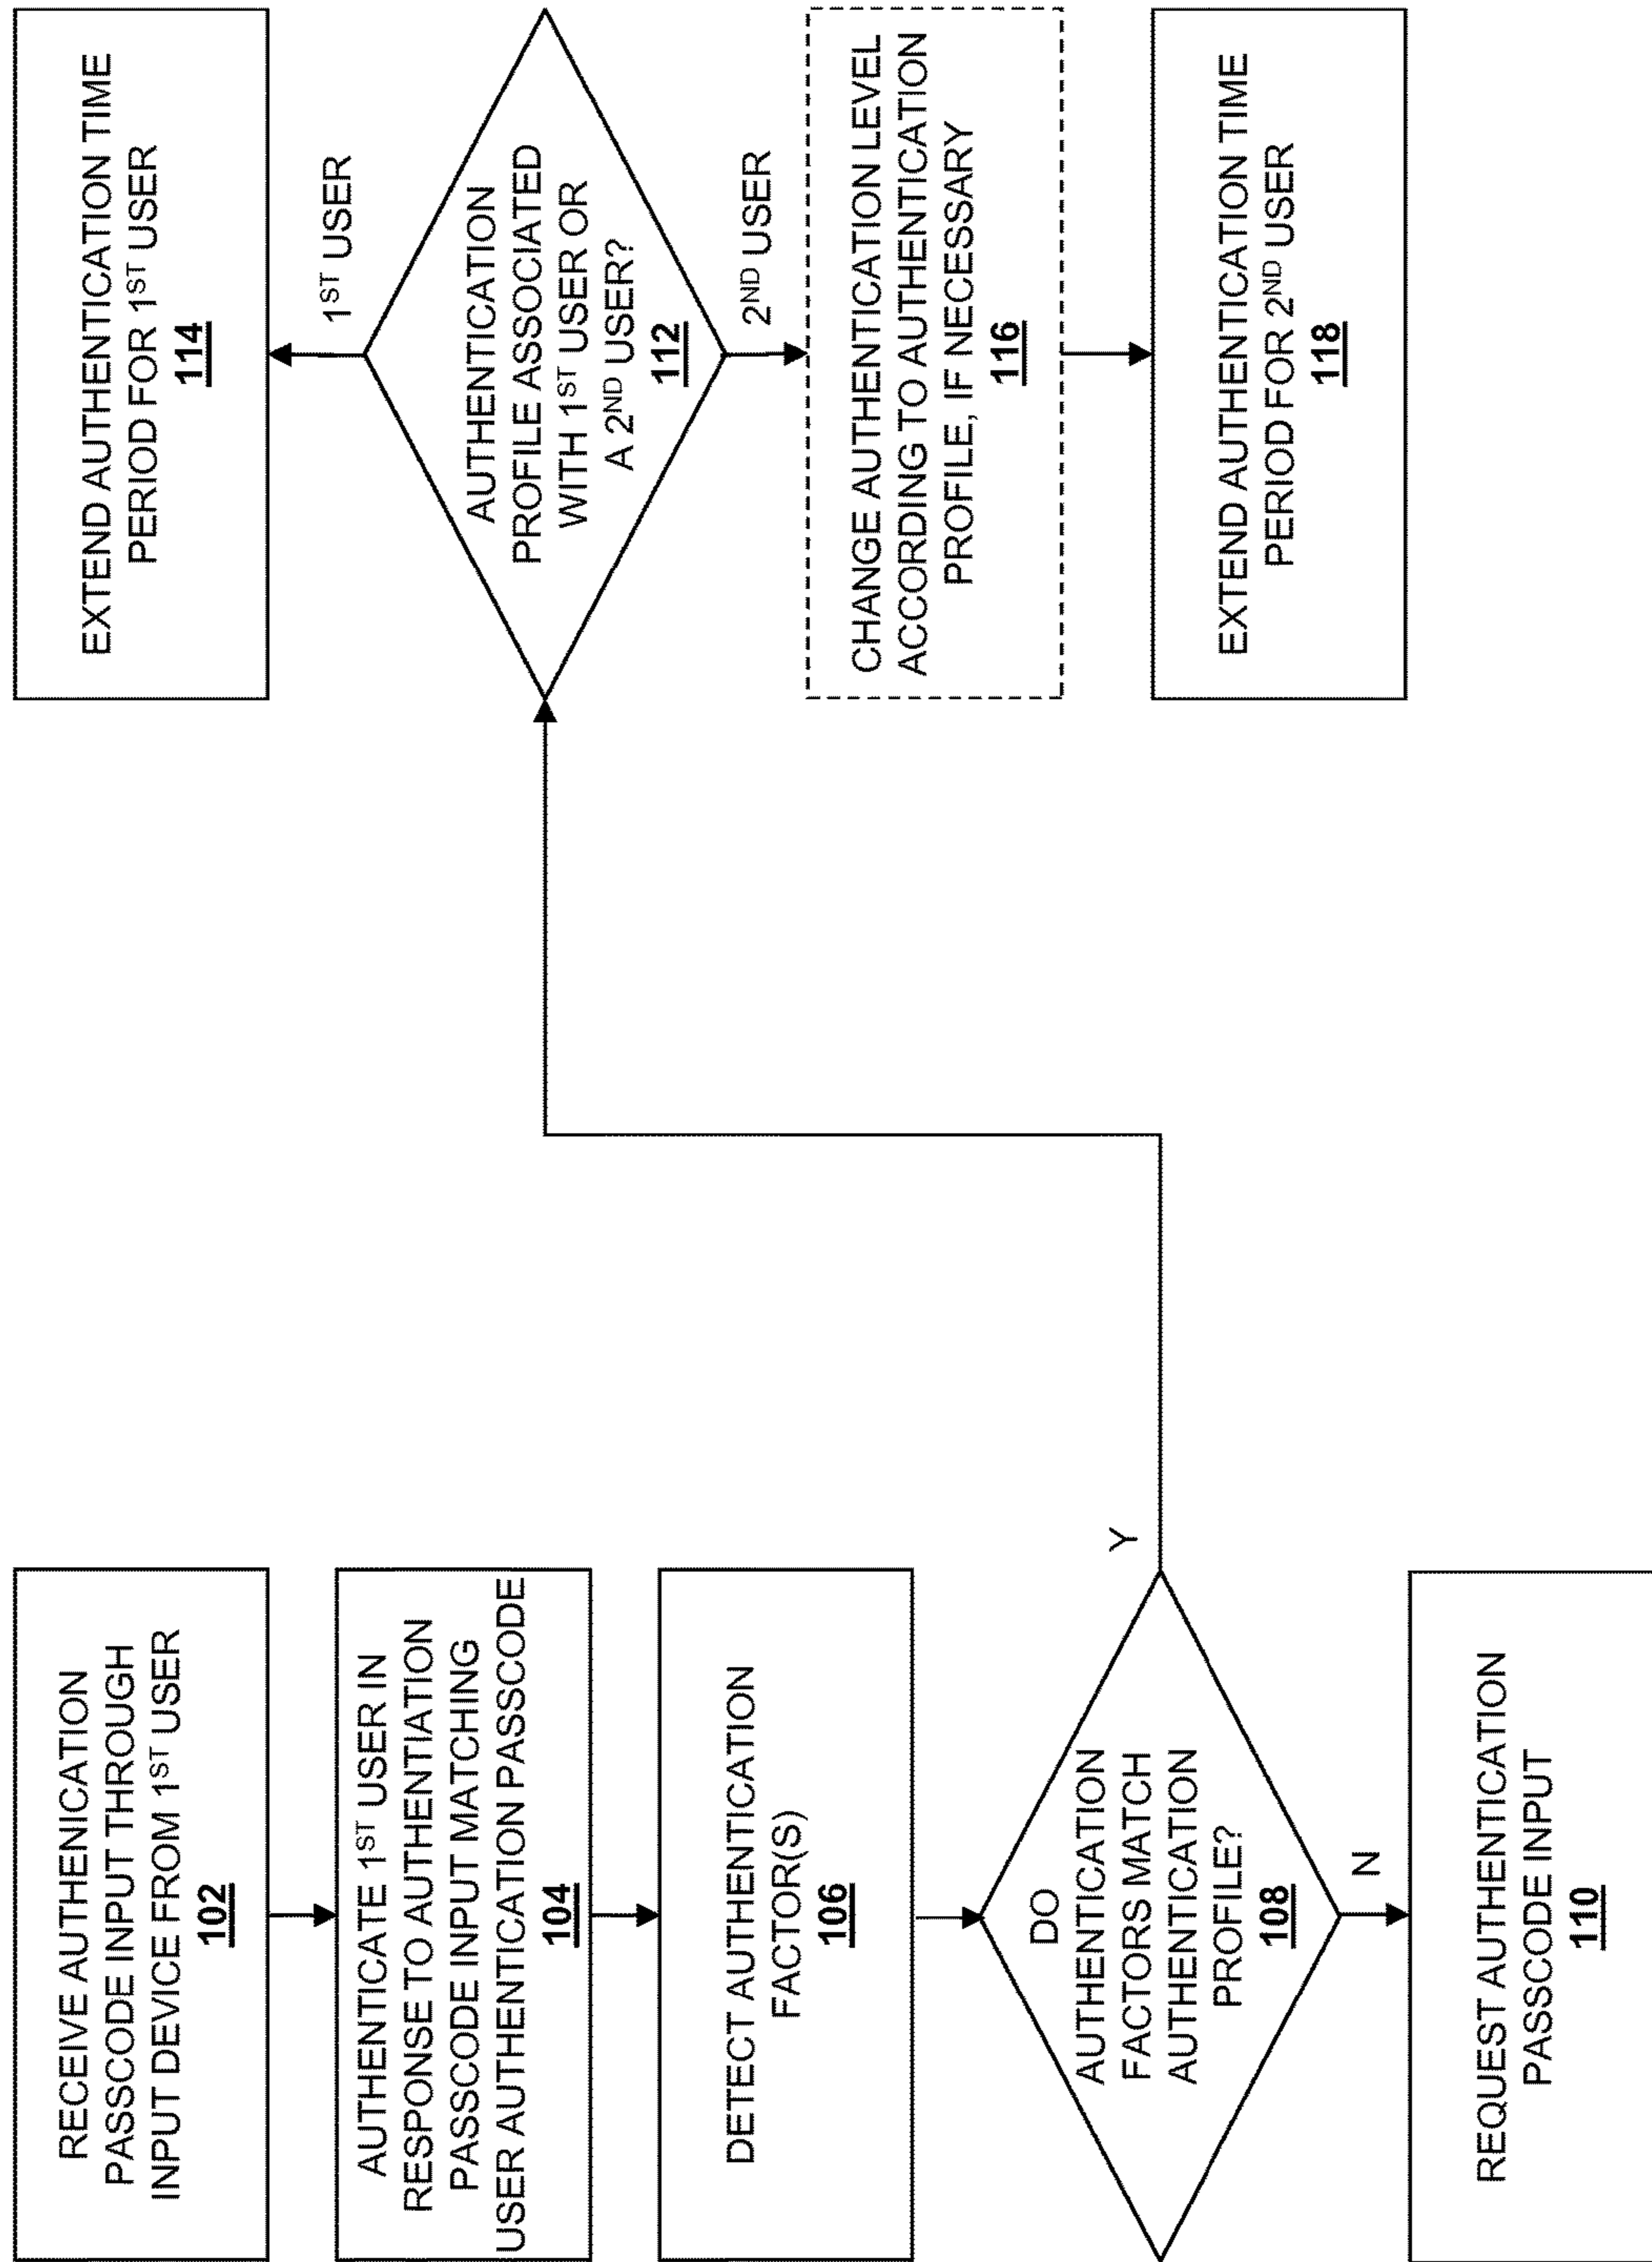 RECEIVE AUTHENICATION
PASSCODE INPUT THROUGH
INPUT DEVICE FROM 1ST USER
102
AUTHENTICATE 1ST USER IN
RESPONSE TO AUTHENTIATION
PASSCODE INPUT MATCHING
USER AUTHENTICATION PASSCODE
104
DETECT AUTHENTICATION
FACTOR(S)
106
DO
AUTHENTICATION
FACTORS MATCH
AUTHENTICATION
PROFILE?
108
Y
N
REQUEST AUTHENTICATION
PASSCODE INPUT
110
EXTEND AUTHENTICATION TIME
PERIOD FOR 1ST USER
114
1ST USER
AUTHENTICATION
PROFILE ASSOCIATED
WITH 1ST USER OR
A 2ND USER?
112
2ND USER
CHANGE AUTHENTICATION LEVEL
ACCORDING TO AUTHENTICATION
PROFILE, IF NECESSARY
116
EXTEND AUTHENTICATION TIME
PERIOD FOR 2ND USER
118